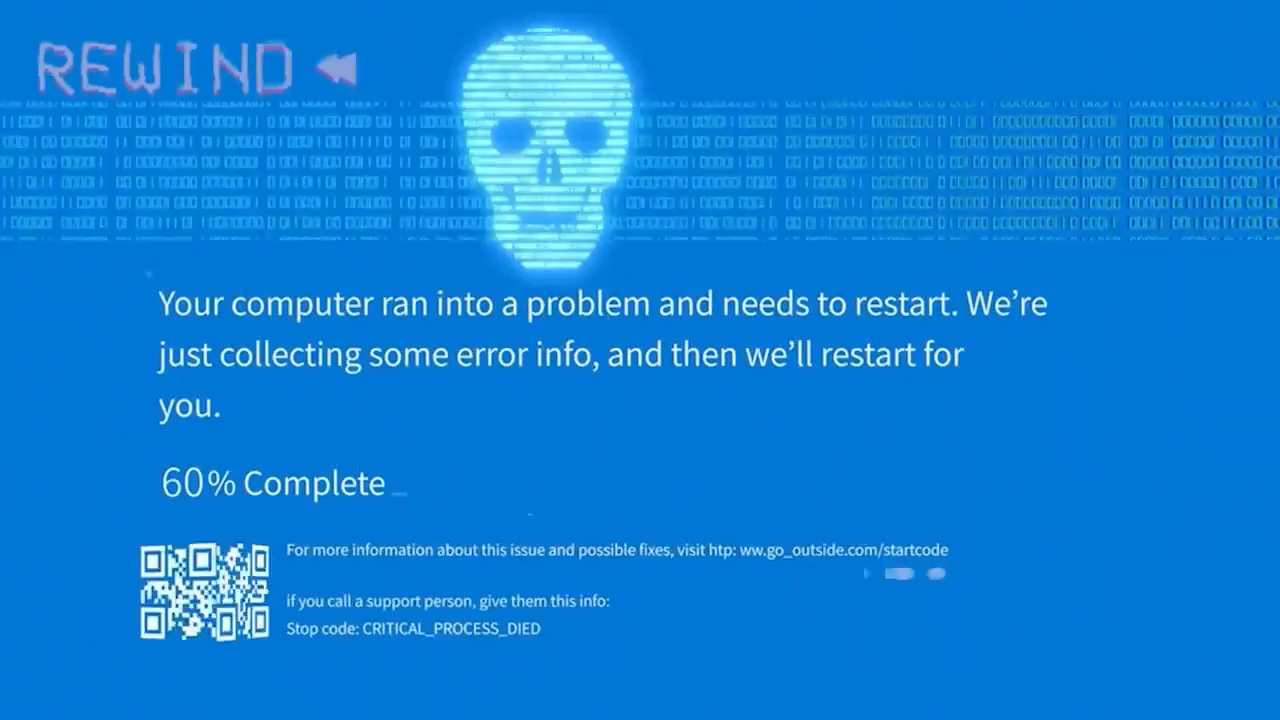 REWIND
Your computer ran into a problem and needs to restart. We’re
just collecting some error info, and then we’ll restart for
you.
60% Complete
For more information about this issue and possible fixes, visit htp: ww.go_outside.com/startcode
if you call a support person, give them this info:
Stop code: CRITICAL_PROCESS_DIED